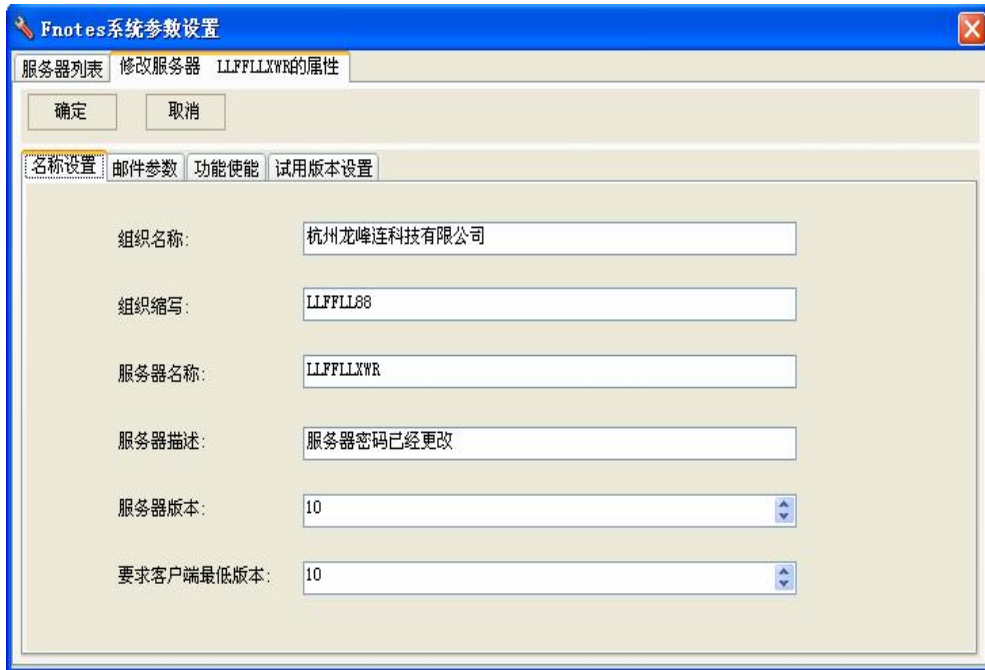 Fnotes系统参数设置
服务器列表 修改服务器 LLFFLLXWR的属性
确定 取消
名称设置 邮件参数 功能使能 试用版本设置
组织名称: 杭州龙峰连科技有限公司
组织缩写: LLFFLL88
服务器名称: LLFFLLXWR
服务器描述: 服务器密码已经更改
服务器版本: 10
要求客户端最低版本: 10